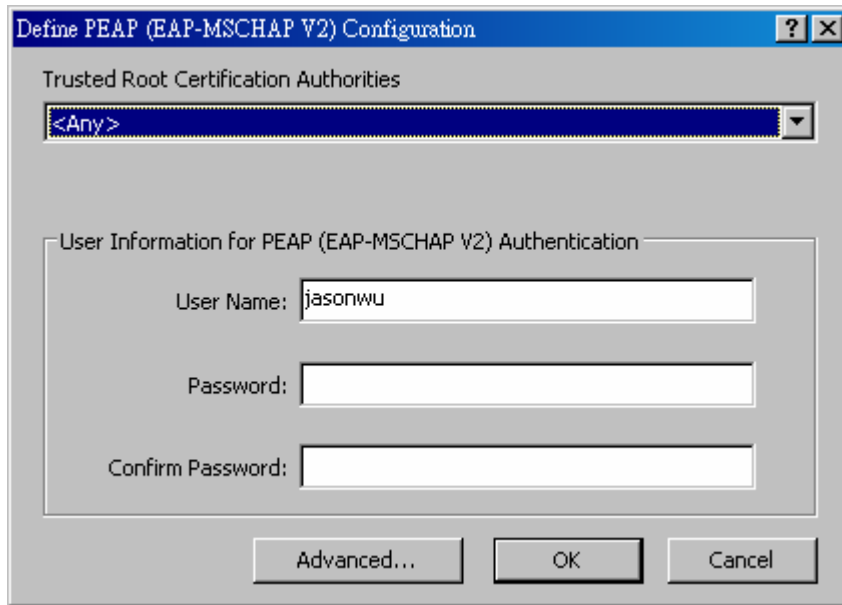 Define PEAP (EAP-MSCHAP V2) Configuration
Trusted Root Certification Authorities
<Any>
User Information for PEAP (EAP-MSCHAP V2) Authentication
User Name: jasonwu
Password:
Confirm Password:
Advanced... OK Cancel